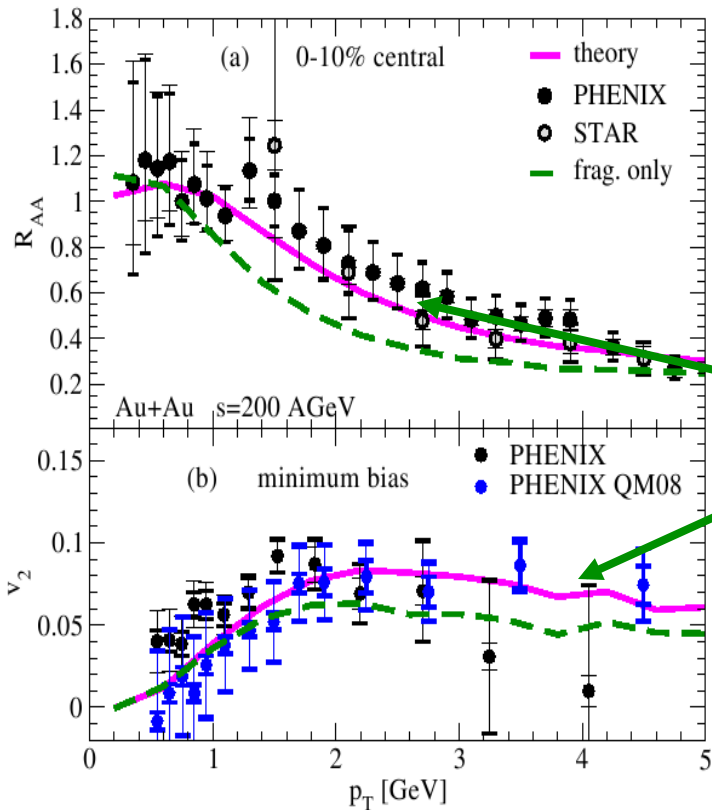 1.8
1.6
1.4
1.2
1
0.8
0.6
0.4
0.2
R_AA
(a) 0-10% central
theory
PHENIX
STAR
frag. only
Au+Au s=200 AGeV
0.15
0.1
0.05
0
v_2
(b) minimum bias
PHENIX
PHENIX QM08
0 1 2 3 4 5
p_T [GeV]